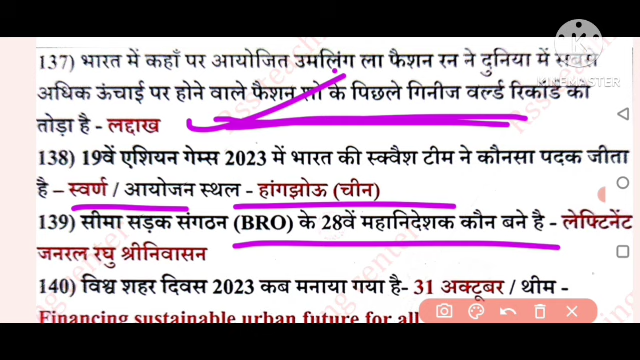 137) भारत में कहाँ पर आयोजित उमलिंग ला फैशन रन ने दुनिया में सबसे
अधिक ऊंचाई पर होने वाले फैशन शो के पिछले गिनीज वर्ल्ड रिकॉर्ड को
तोड़ा है - लद्दाख
138) 19वें एशियन गेम्स 2023 में भारत की स्क्वैश टीम ने कौनसा पदक जीता
है – स्वर्ण / आयोजन स्थल - हांगझोऊ (चीन)
139) सीमा सड़क संगठन (BRO) के 28वें महानिदेशक कौन बने है - लेफ्टिनेंट
जनरल रघु श्रीनिवासन
140) विश्व शहर दिवस 2023 कब मनाया गया है- 31 अक्टूबर / थीम -
Financing sustainable urban future for all
KINEMASTER